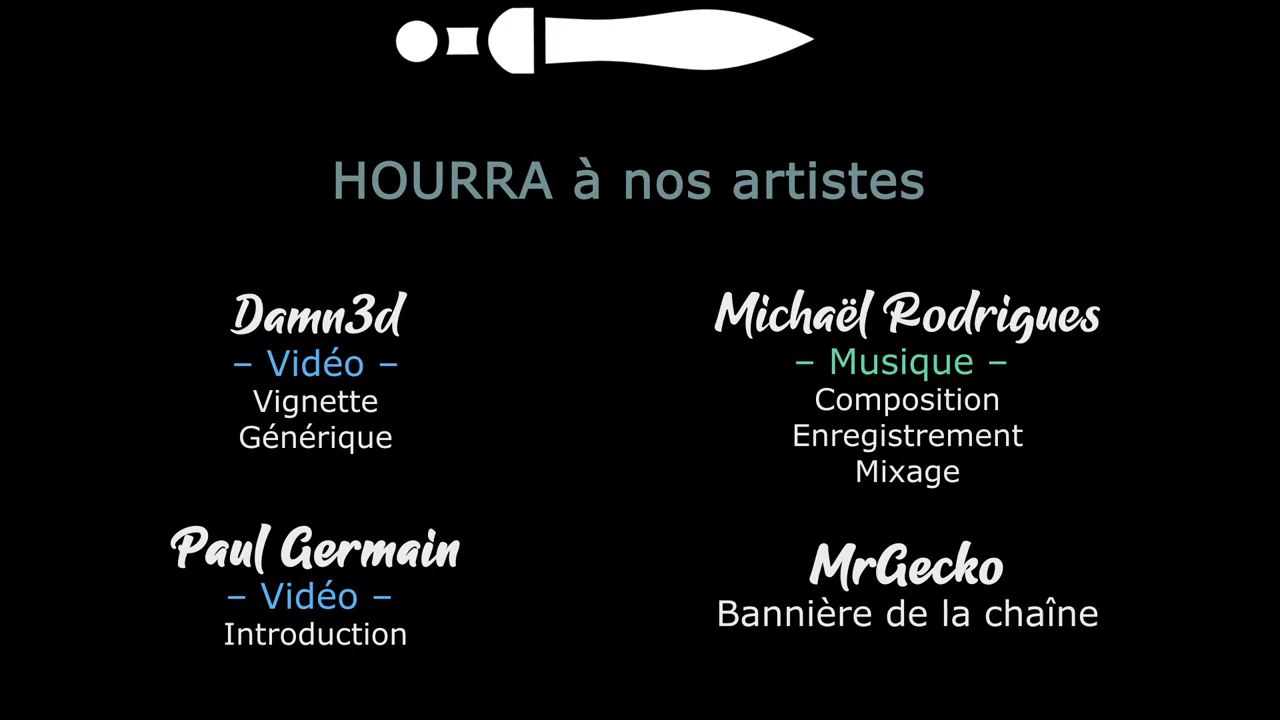 HOURRA à nos artistes
Damn3d
– Vidéo –
Vignette
Générique
Michaël Rodrigues
– Musique –
Composition
Enregistrement
Mixage
Paul Germain
– Vidéo –
Introduction
MrGecko
Bannière de la chaîne